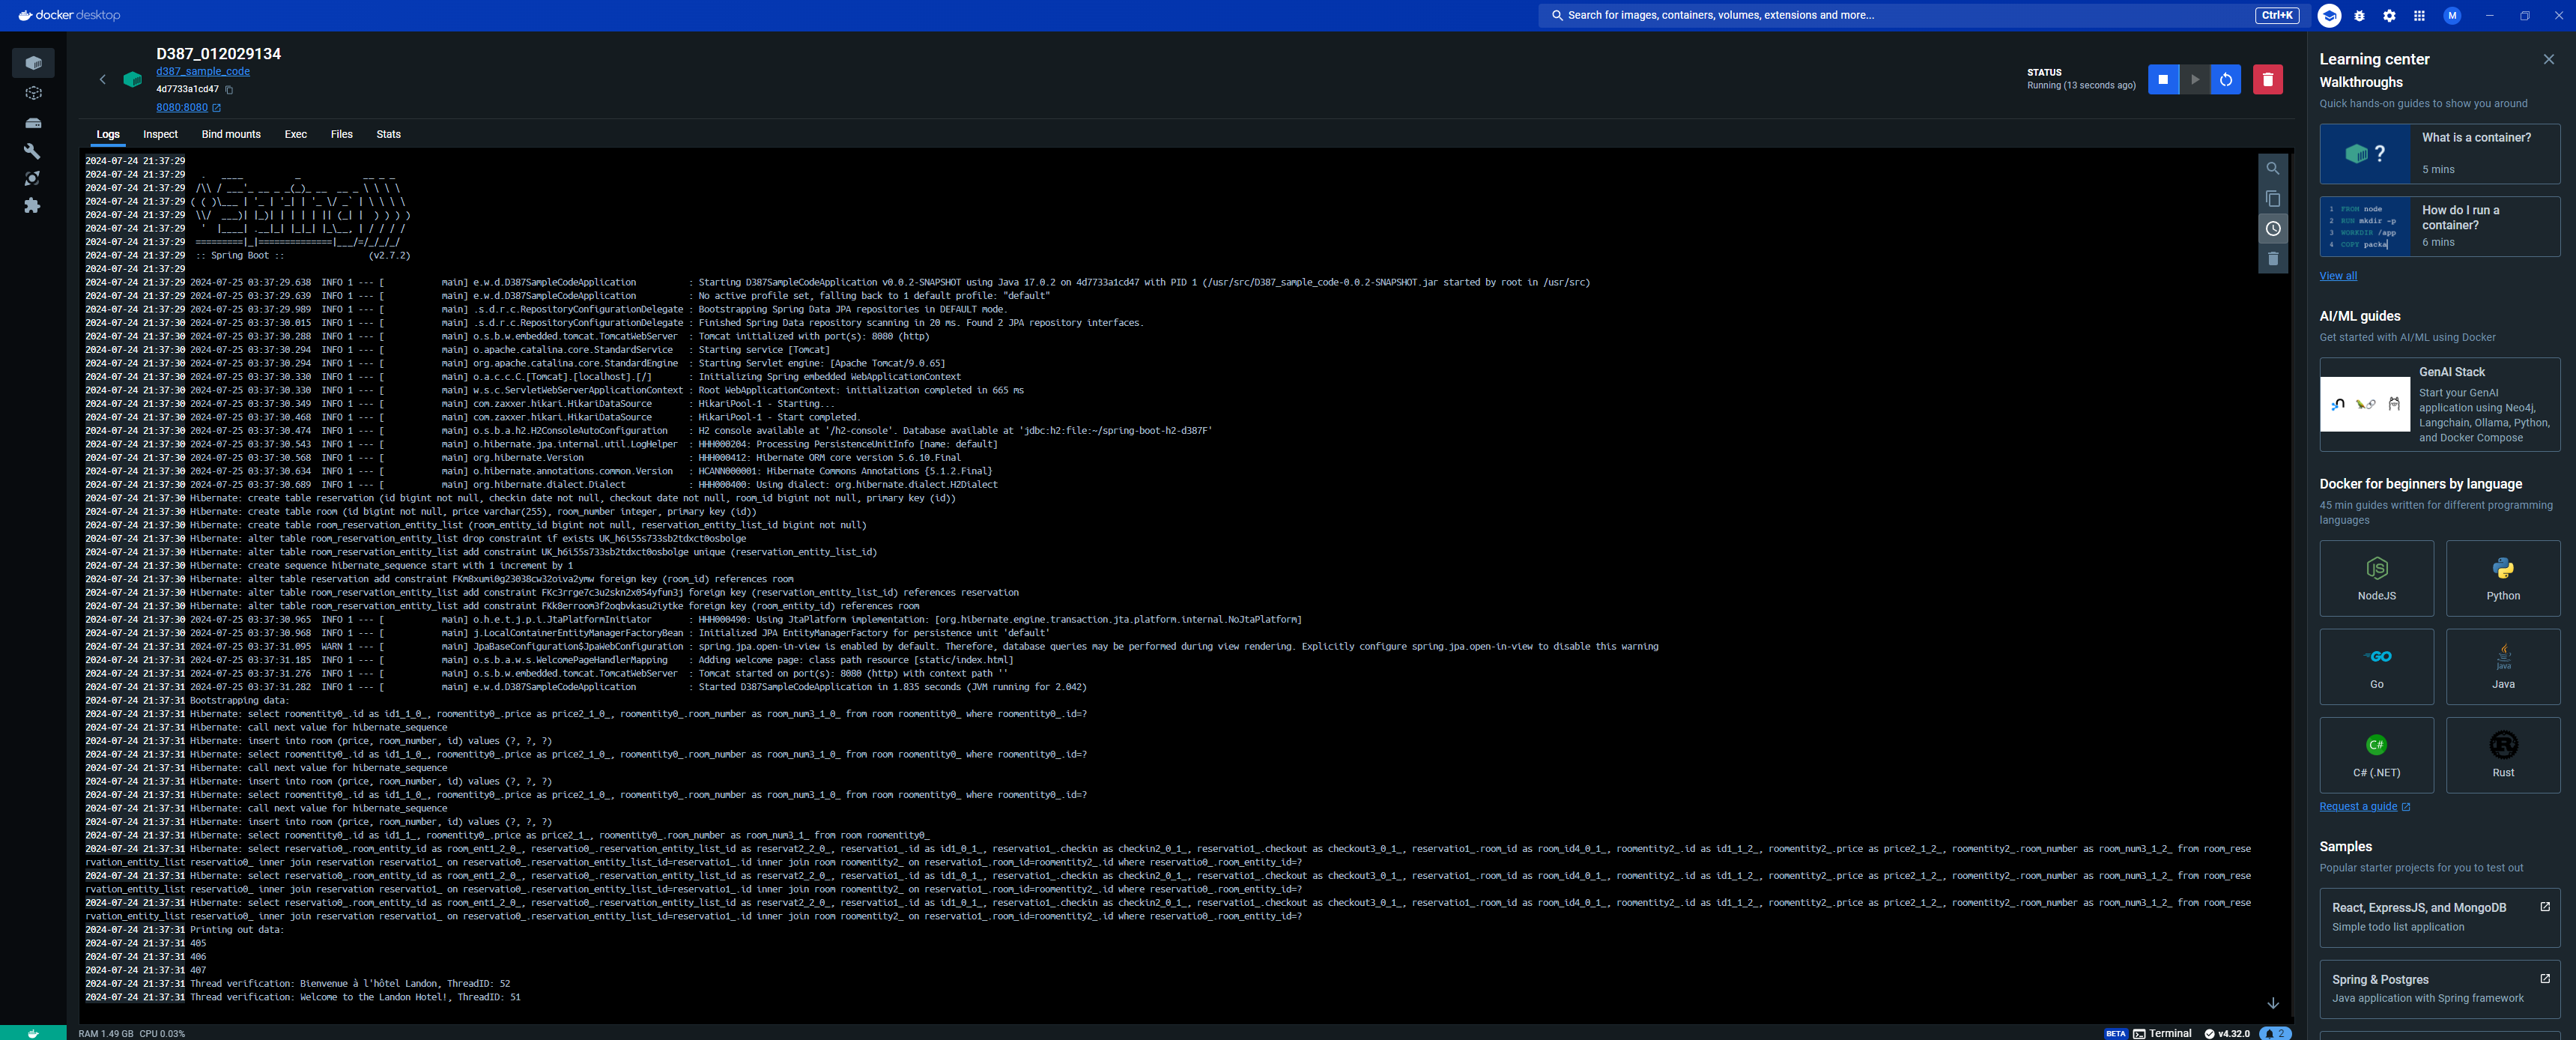 docker desktop
Search for images, containers, volumes, extensions and more...
Ctrl+K
M
D387_012029134
d387_sample_code
4d7733a1cd47
8080:8080
STATUS
Running (13 seconds ago)
Logs Inspect Bind mounts Exec Files Stats
2024-07-24 21:37:29
2024-07-24 21:37:29   .   ____          _            __ _ _
2024-07-24 21:37:29  /\\ / ___'_ __ _ _(_)_ __  __ _ \ \ \ \
2024-07-24 21:37:29 ( ( )\___ | '_ | '_| | '_ \/ _` | \ \ \ \
2024-07-24 21:37:29  \\/  ___)| |_)| | | | | || (_| |  ) ) ) )
2024-07-24 21:37:29   '  |____| .__|_| |_|_| |_\__, | / / / /
2024-07-24 21:37:29  =========|_|==============|___/=/_/_/_/
2024-07-24 21:37:29  :: Spring Boot ::                (v2.7.2)
2024-07-24 21:37:29
2024-07-24 21:37:29 2024-07-25 03:37:29.638  INFO 1 --- [           main] e.w.d.D387SampleCodeApplication          : Starting D387SampleCodeApplication v0.0.2-SNAPSHOT using Java 17.0.2 on 4d7733a1cd47 with PID 1 (/usr/src/D387_sample_code-0.0.2-SNAPSHOT.jar started by root in /usr/src)
2024-07-24 21:37:29 2024-07-25 03:37:29.639  INFO 1 --- [           main] e.w.d.D387SampleCodeApplication          : No active profile set, falling back to 1 default profile: "default"
2024-07-24 21:37:29 2024-07-25 03:37:29.989  INFO 1 --- [           main] .s.d.r.c.RepositoryConfigurationDelegate : Bootstrapping Spring Data JPA repositories in DEFAULT mode.
2024-07-24 21:37:30 2024-07-25 03:37:30.015  INFO 1 --- [           main] .s.d.r.c.RepositoryConfigurationDelegate : Finished Spring Data repository scanning in 20 ms. Found 2 JPA repository interfaces.
2024-07-24 21:37:30 2024-07-25 03:37:30.288  INFO 1 --- [           main] o.s.b.w.embedded.tomcat.TomcatWebServer  : Tomcat initialized with port(s): 8080 (http)
2024-07-24 21:37:30 2024-07-25 03:37:30.294  INFO 1 --- [           main] o.apache.catalina.core.StandardService   : Starting service [Tomcat]
2024-07-24 21:37:30 2024-07-25 03:37:30.294  INFO 1 --- [           main] org.apache.catalina.core.StandardEngine  : Starting Servlet engine: [Apache Tomcat/9.0.65]
2024-07-24 21:37:30 2024-07-25 03:37:30.330  INFO 1 --- [           main] o.a.c.c.C.[Tomcat].[localhost].[/]       : Initializing Spring embedded WebApplicationContext
2024-07-24 21:37:30 2024-07-25 03:37:30.330  INFO 1 --- [           main] w.s.c.ServletWebServerApplicationContext : Root WebApplicationContext: initialization completed in 665 ms
2024-07-24 21:37:30 2024-07-25 03:37:30.349  INFO 1 --- [           main] com.zaxxer.hikari.HikariDataSource       : HikariPool-1 - Starting...
2024-07-24 21:37:30 2024-07-25 03:37:30.468  INFO 1 --- [           main] com.zaxxer.hikari.HikariDataSource       : HikariPool-1 - Start completed.
2024-07-24 21:37:30 2024-07-25 03:37:30.474  INFO 1 --- [           main] o.s.b.a.h2.H2ConsoleAutoConfiguration    : H2 console available at '/h2-console'. Database available at 'jdbc:h2:file:~/spring-boot-h2-d387F'
2024-07-24 21:37:30 2024-07-25 03:37:30.543  INFO 1 --- [           main] o.hibernate.jpa.internal.util.LogHelper  : HHH000204: Processing PersistenceUnitInfo [name: default]
2024-07-24 21:37:30 2024-07-25 03:37:30.568  INFO 1 --- [           main] org.hibernate.Version                    : HHH000412: Hibernate ORM core version 5.6.10.Final
2024-07-24 21:37:30 2024-07-25 03:37:30.634  INFO 1 --- [           main] o.hibernate.annotations.common.Version   : HCANN000001: Hibernate Commons Annotations {5.1.2.Final}
2024-07-24 21:37:30 2024-07-25 03:37:30.689  INFO 1 --- [           main] org.hibernate.dialect.Dialect            : HHH000400: Using dialect: org.hibernate.dialect.H2Dialect
2024-07-24 21:37:30 Hibernate: create table reservation (id bigint not null, checkin date not null, checkout date not null, room_id bigint not null, primary key (id))
2024-07-24 21:37:30 Hibernate: create table room (id bigint not null, price varchar(255), room_number integer, primary key (id))
2024-07-24 21:37:30 Hibernate: create table room_reservation_entity_list (room_entity_id bigint not null, reservation_entity_list_id bigint not null)
2024-07-24 21:37:30 Hibernate: alter table room_reservation_entity_list drop constraint if exists UK_h6i55s733sb2tdxct0osbolge
2024-07-24 21:37:30 Hibernate: alter table room_reservation_entity_list add constraint UK_h6i55s733sb2tdxct0osbolge unique (reservation_entity_list_id)
2024-07-24 21:37:30 Hibernate: create sequence hibernate_sequence start with 1 increment by 1
2024-07-24 21:37:30 Hibernate: alter table reservation add constraint FKm8xumi0g23038cw32oiva2ymw foreign key (room_id) references room
2024-07-24 21:37:30 Hibernate: alter table room_reservation_entity_list add constraint FKc3rrge7c3u2skn2x054yfun3j foreign key (reservation_entity_list_id) references reservation
2024-07-24 21:37:30 Hibernate: alter table room_reservation_entity_list add constraint FKk8erroom3f2oqbvkasu2iytke foreign key (room_entity_id) references room
2024-07-24 21:37:30 2024-07-25 03:37:30.965  INFO 1 --- [           main] o.h.e.t.j.p.i.JtaPlatformInitiator       : HHH000490: Using JtaPlatform implementation: [org.hibernate.engine.transaction.jta.platform.internal.NoJtaPlatform]
2024-07-24 21:37:30 2024-07-25 03:37:30.968  INFO 1 --- [           main] j.LocalContainerEntityManagerFactoryBean : Initialized JPA EntityManagerFactory for persistence unit 'default'
2024-07-24 21:37:31 2024-07-25 03:37:31.095  WARN 1 --- [           main] JpaBaseConfiguration$JpaWebConfiguration : spring.jpa.open-in-view is enabled by default. Therefore, database queries may be performed during view rendering. Explicitly configure spring.jpa.open-in-view to disable this warning
2024-07-24 21:37:31 2024-07-25 03:37:31.185  INFO 1 --- [           main] o.s.b.a.w.s.WelcomePageHandlerMapping    : Adding welcome page: class path resource [static/index.html]
2024-07-24 21:37:31 2024-07-25 03:37:31.276  INFO 1 --- [           main] o.s.b.w.embedded.tomcat.TomcatWebServer  : Tomcat started on port(s): 8080 (http) with context path ''
2024-07-24 21:37:31 2024-07-25 03:37:31.282  INFO 1 --- [           main] e.w.d.D387SampleCodeApplication          : Started D387SampleCodeApplication in 1.835 seconds (JVM running for 2.042)
2024-07-24 21:37:31 Bootstrapping data:
2024-07-24 21:37:31 Hibernate: select roomentity0_.id as id1_1_0_, roomentity0_.price as price2_1_0_, roomentity0_.room_number as room_num3_1_0_ from room roomentity0_ where roomentity0_.id=?
2024-07-24 21:37:31 Hibernate: call next value for hibernate_sequence
2024-07-24 21:37:31 Hibernate: insert into room (price, room_number, id) values (?, ?, ?)
2024-07-24 21:37:31 Hibernate: select roomentity0_.id as id1_1_0_, roomentity0_.price as price2_1_0_, roomentity0_.room_number as room_num3_1_0_ from room roomentity0_ where roomentity0_.id=?
2024-07-24 21:37:31 Hibernate: call next value for hibernate_sequence
2024-07-24 21:37:31 Hibernate: insert into room (price, room_number, id) values (?, ?, ?)
2024-07-24 21:37:31 Hibernate: select roomentity0_.id as id1_1_0_, roomentity0_.price as price2_1_0_, roomentity0_.room_number as room_num3_1_0_ from room roomentity0_ where roomentity0_.id=?
2024-07-24 21:37:31 Hibernate: call next value for hibernate_sequence
2024-07-24 21:37:31 Hibernate: insert into room (price, room_number, id) values (?, ?, ?)
2024-07-24 21:37:31 Hibernate: select roomentity0_.id as id1_1_, roomentity0_.price as price2_1_, roomentity0_.room_number as room_num3_1_ from room roomentity0_
2024-07-24 21:37:31 Hibernate: select reservatio0_.room_entity_id as room_ent1_2_0_, reservatio0_.reservation_entity_list_id as reservat2_2_0_, reservatio1_.id as id1_0_1_, reservatio1_.checkin as checkin2_0_1_, reservatio1_.checkout as checkout3_0_1_, reservatio1_.room_id as room_id4_0_1_, roomentity2_.id as id1_1_2_, roomentity2_.price as price2_1_2_, roomentity2_.room_number as room_num3_1_2_ from room_rese
rvation_entity_list reservatio0_ inner join reservation reservatio1_ on reservatio0_.reservation_entity_list_id=reservatio1_.id inner join room roomentity2_ on reservatio1_.room_id=roomentity2_.id where reservatio0_.room_entity_id=?
2024-07-24 21:37:31 Hibernate: select reservatio0_.room_entity_id as room_ent1_2_0_, reservatio0_.reservation_entity_list_id as reservat2_2_0_, reservatio1_.id as id1_0_1_, reservatio1_.checkin as checkin2_0_1_, reservatio1_.checkout as checkout3_0_1_, reservatio1_.room_id as room_id4_0_1_, roomentity2_.id as id1_1_2_, roomentity2_.price as price2_1_2_, roomentity2_.room_number as room_num3_1_2_ from room_rese
rvation_entity_list reservatio0_ inner join reservation reservatio1_ on reservatio0_.reservation_entity_list_id=reservatio1_.id inner join room roomentity2_ on reservatio1_.room_id=roomentity2_.id where reservatio0_.room_entity_id=?
2024-07-24 21:37:31 Hibernate: select reservatio0_.room_entity_id as room_ent1_2_0_, reservatio0_.reservation_entity_list_id as reservat2_2_0_, reservatio1_.id as id1_0_1_, reservatio1_.checkin as checkin2_0_1_, reservatio1_.checkout as checkout3_0_1_, reservatio1_.room_id as room_id4_0_1_, roomentity2_.id as id1_1_2_, roomentity2_.price as price2_1_2_, roomentity2_.room_number as room_num3_1_2_ from room_rese
rvation_entity_list reservatio0_ inner join reservation reservatio1_ on reservatio0_.reservation_entity_list_id=reservatio1_.id inner join room roomentity2_ on reservatio1_.room_id=roomentity2_.id where reservatio0_.room_entity_id=?
2024-07-24 21:37:31 Printing out data:
2024-07-24 21:37:31 405
2024-07-24 21:37:31 406
2024-07-24 21:37:31 407
2024-07-24 21:37:31 Thread verification: Bienvenue à l'hôtel Landon, ThreadID: 52
2024-07-24 21:37:31 Thread verification: Welcome to the Landon Hotel!, ThreadID: 51
Learning center
Walkthroughs
Quick hands-on guides to show you around
?
What is a container?
5 mins
1 FROM node
2 RUN mkdir -p
3 WORKDIR /app
4 COPY packa
How do I run a
container?
6 mins
View all
AI/ML guides
Get started with AI/ML using Docker
GenAI Stack
Start your GenAI
application using Neo4j,
Langchain, Ollama, Python,
and Docker Compose
Docker for beginners by language
45 min guides written for different programming
languages
JS
NodeJS
Python
GO
Go
Java
Java
C#
C# (.NET)
R
Rust
Request a guide
Samples
Popular starter projects for you to test out
React, ExpressJS, and MongoDB
Simple todo list application
Spring & Postgres
Java application with Spring framework
RAM 1.49 GB CPU 0.03%
BETA Terminal v4.32.0 2